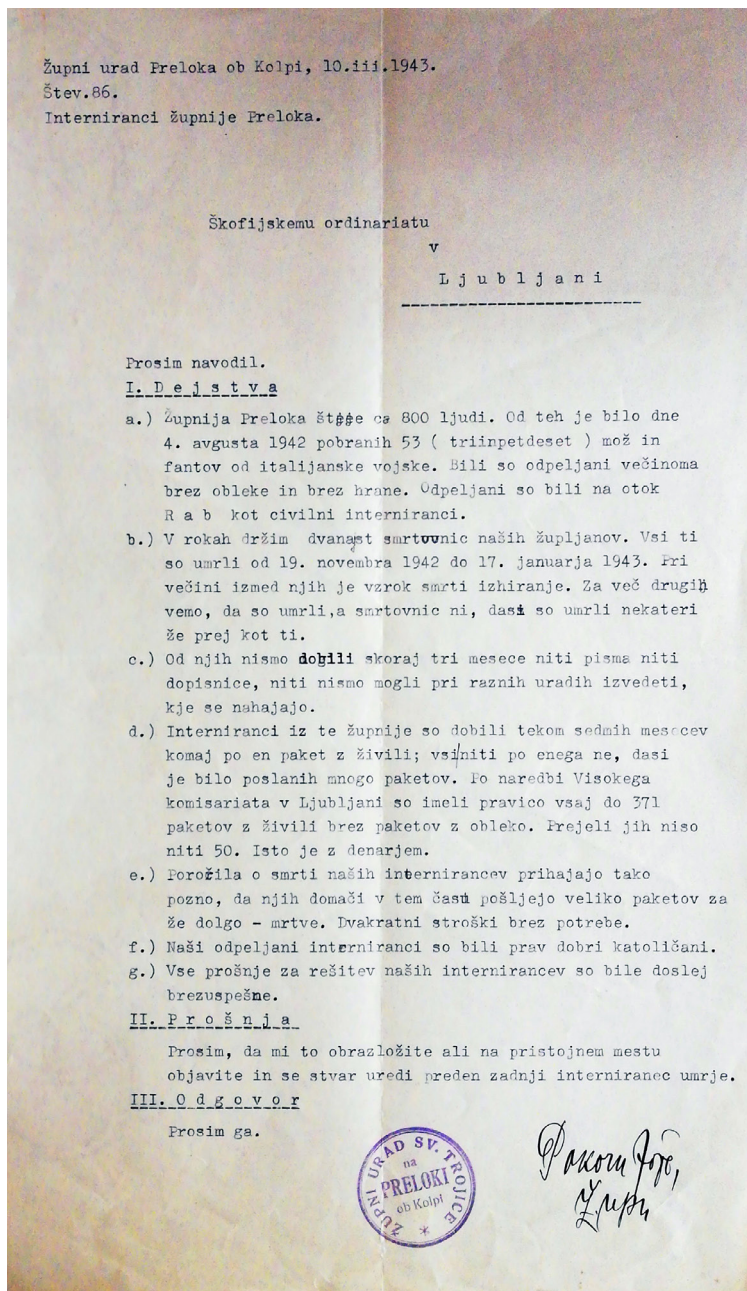 Župni urad Preloka ob Kolpi, 10.iii.1943.
Štev.86.
Interniranci župnije Preloka.
Škofijskemu ordinariatu
v
L j u b l j a n i
Prosim navodil.
I. D e j s t v a
a.) Župnija Preloka šteje ca 800 ljudi. Od teh je bilo dne
4. avgusta 1942 pobranih 53 ( triinpetdeset ) mož in
fantov od italijanske vojske. Bili so odpeljani večinoma
brez obleke in brez hrane. Odpeljani so bili na otok
R a b kot civilni interniranci.
b.) V rokah držim dvanajst smrtovnic naših župljanov. Vsi ti
so umrli od 19. novembra 1942 do 17. januarja 1943. Pri
večini izmed njih je vzrok smrti izhiranje. Za več drugih
vemo, da so umrli,a smrtovnic ni, dasi so umrli nekateri
že prej kot ti.
c.) Od njih nismo dobili skoraj tri mesece niti pisma niti
dopisnice, niti nismo mogli pri raznih uradih izvedeti,
kje se nahajajo.
d.) Interniranci iz te župnije so dobili tekom sedmih mesecev
komaj po en paket z živili; vsi/niti po enega ne, dasi
je bilo poslanih mnogo paketov. Po naredbi Visokega
komisariata v Ljubljani so imeli pravico vsaj do 371
paketov z živili brez paketov z obleko. Prejeli jih niso
niti 50. Isto je z denarjem.
e.) Poročila o smrti naših internirancev prihajajo tako
pozno, da njih domači v tem času pošljejo veliko paketov za
že dolgo - mrtve. Dvakratni stroški brez potrebe.
f.) Naši odpeljani interniranci so bili prav dobri katoličani.
g.) Vse prošnje za rešitev naših internirancev so bile doslej
brezuspešne.
II. P r o š n j a
Prosim, da mi to obrazložite ali na pristojnem mestu
objavite in se stvar uredi preden zadnji interniranec umrje.
III. O d g o v o r
Prosim ga.
ŽUPNI URAD SV. TROJICE
na
PRELOKI
ob Kolpi